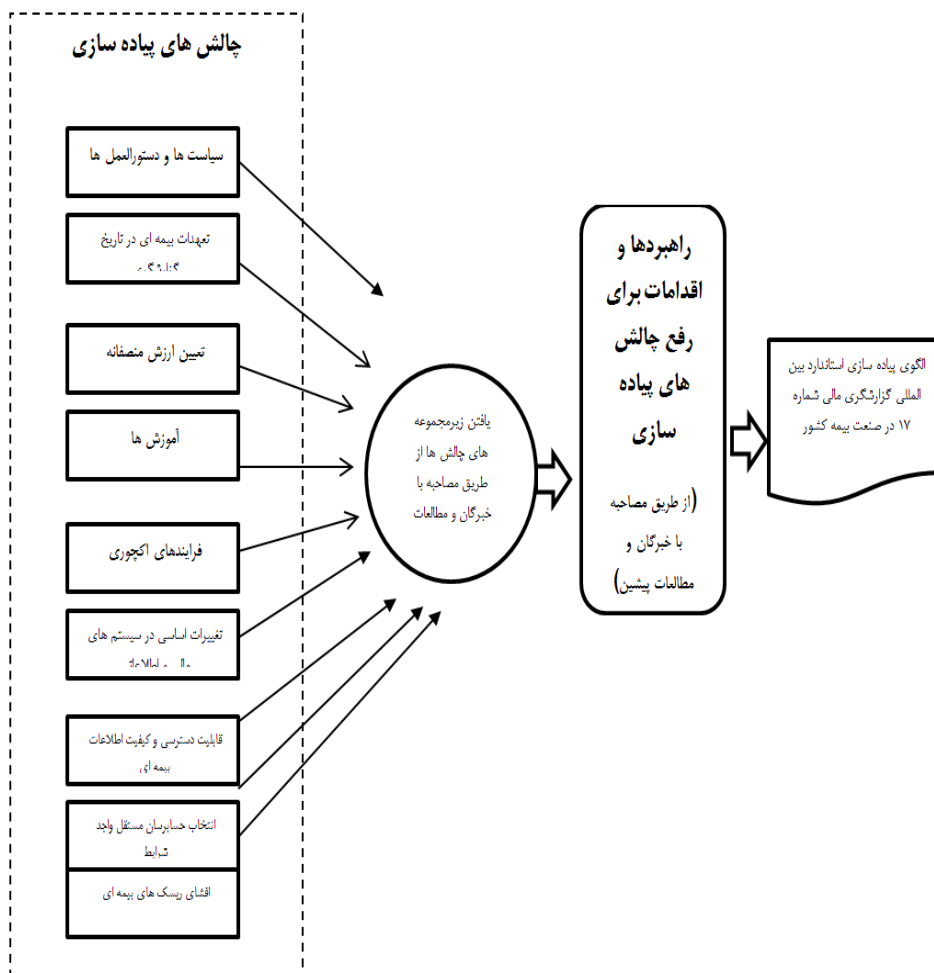 چالش های پیاده سازی
سیاست ها و دستورالعمل ها
تعهدات بیمه ای در تاریخ
تعیین ارزش منصفانه
آموزش ها
فرایندهای اکچوری
تغییرات اساسی در سیستم های
قابلیت دسترسی و کیفیت اطلاعات
بیمه ای
انتخاب حسابرسان مستقل واجد
شرایط
افشای ریسک های بیمه ای
یافتن زیرمجموعه
های چالش ها از
طریق مصاحبه با
خبرگان و مطالعات
راهبردها و
اقدامات برای
رفع چالش
های پیاده
سازی
(از طریق مصاحبه
با خبرگان و
مطالعات پیشین)
الگوی پیاده سازی استاندارد بین
المللی گزارشگری مالی شماره
۱۷ در صنعت بیمه کشور